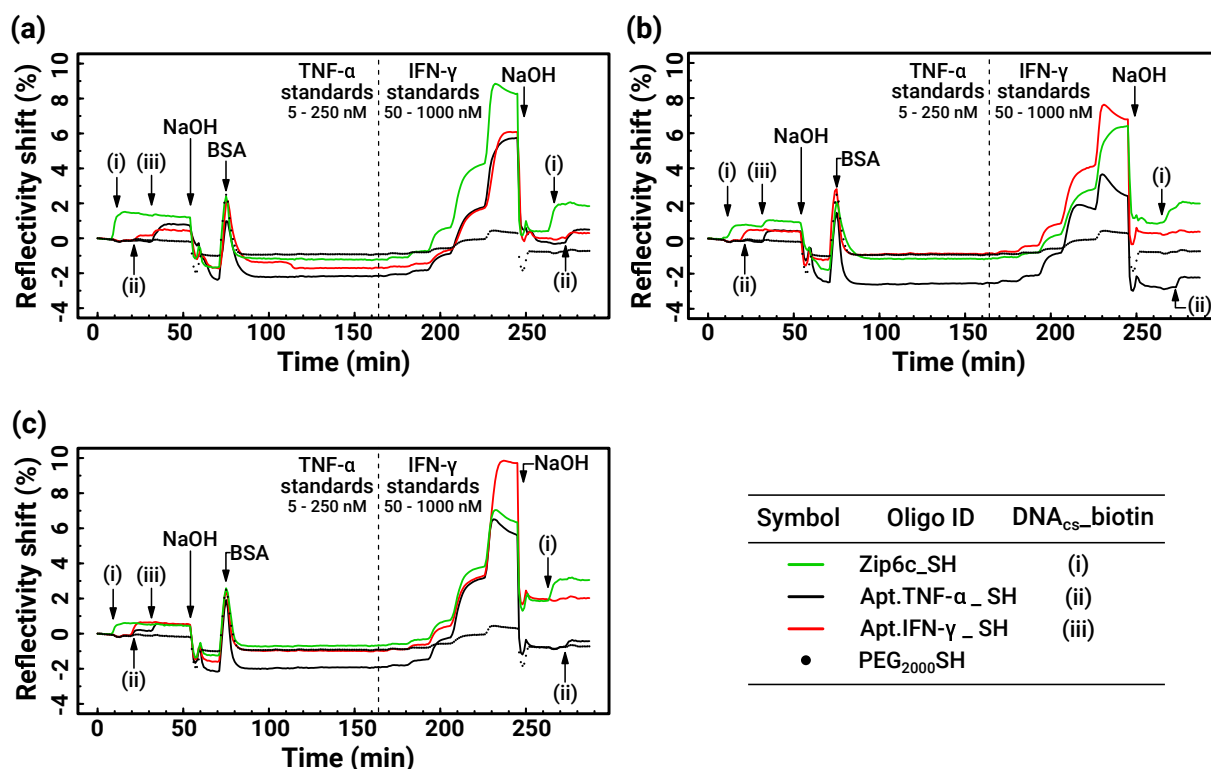 (a)
Reflectivity shift (%)
10
8
6
4
2
0
-2
-4
TNF-α
standards
5 - 250 nM
IFN-γ
standards
50 - 1000 nM
NaOH
NaOH
BSA
(i)
(iii)
(i)
(ii)
(ii)
0 50 100 150 200 250
Time (min)
(b)
Reflectivity shift (%)
10
8
6
4
2
0
-2
-4
TNF-α
standards
5 - 250 nM
IFN-γ
standards
50 - 1000 nM
NaOH
NaOH
BSA
(i)
(iii)
(i)
(ii)
(ii)
0 50 100 150 200 250
Time (min)
(c)
Reflectivity shift (%)
10
8
6
4
2
0
-2
-4
TNF-α
standards
5 - 250 nM
IFN-γ
standards
50 - 1000 nM
NaOH
NaOH
BSA
(i)
(iii)
(i)
(ii)
(ii)
0 50 100 150 200 250
Time (min)
Symbol Oligo ID DNAcs_biotin
Zip6c_SH (i)
Apt.TNF-α_ SH (ii)
Apt.IFN-γ _ SH (iii)
PEG2000SH